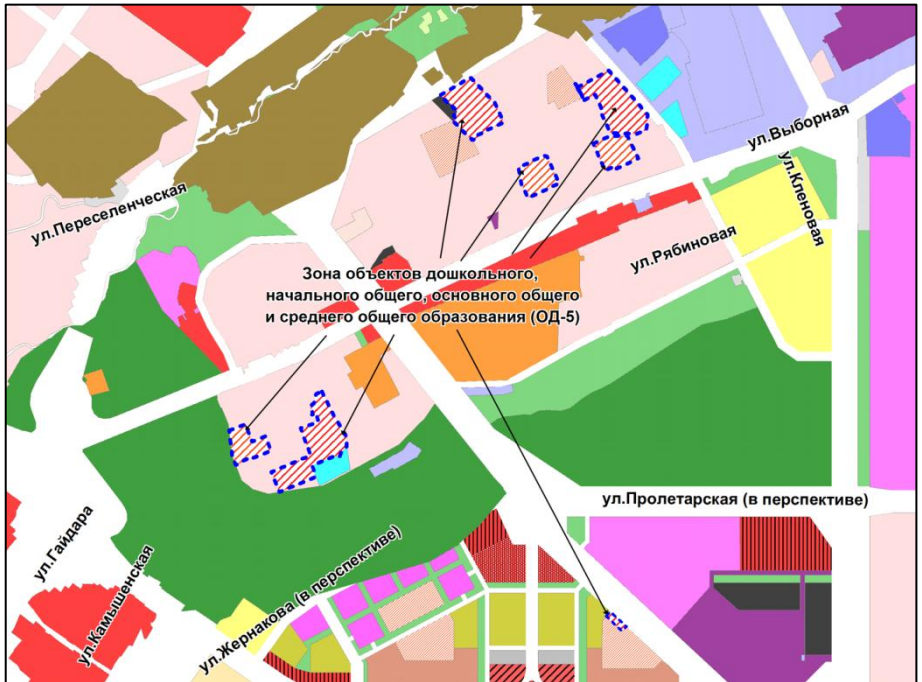 ул.Выборная
ул.Кленовая
ул.Переселенческая
ул.Рябиновая
Зона объектов дошкольного,
начального общего, основного общего
и среднего общего образования (ОД-5)
ул.Пролетарская (в перспективе)
ул.Гайдара
ул.Камышенская
ул.Жернакова (в перспективе)